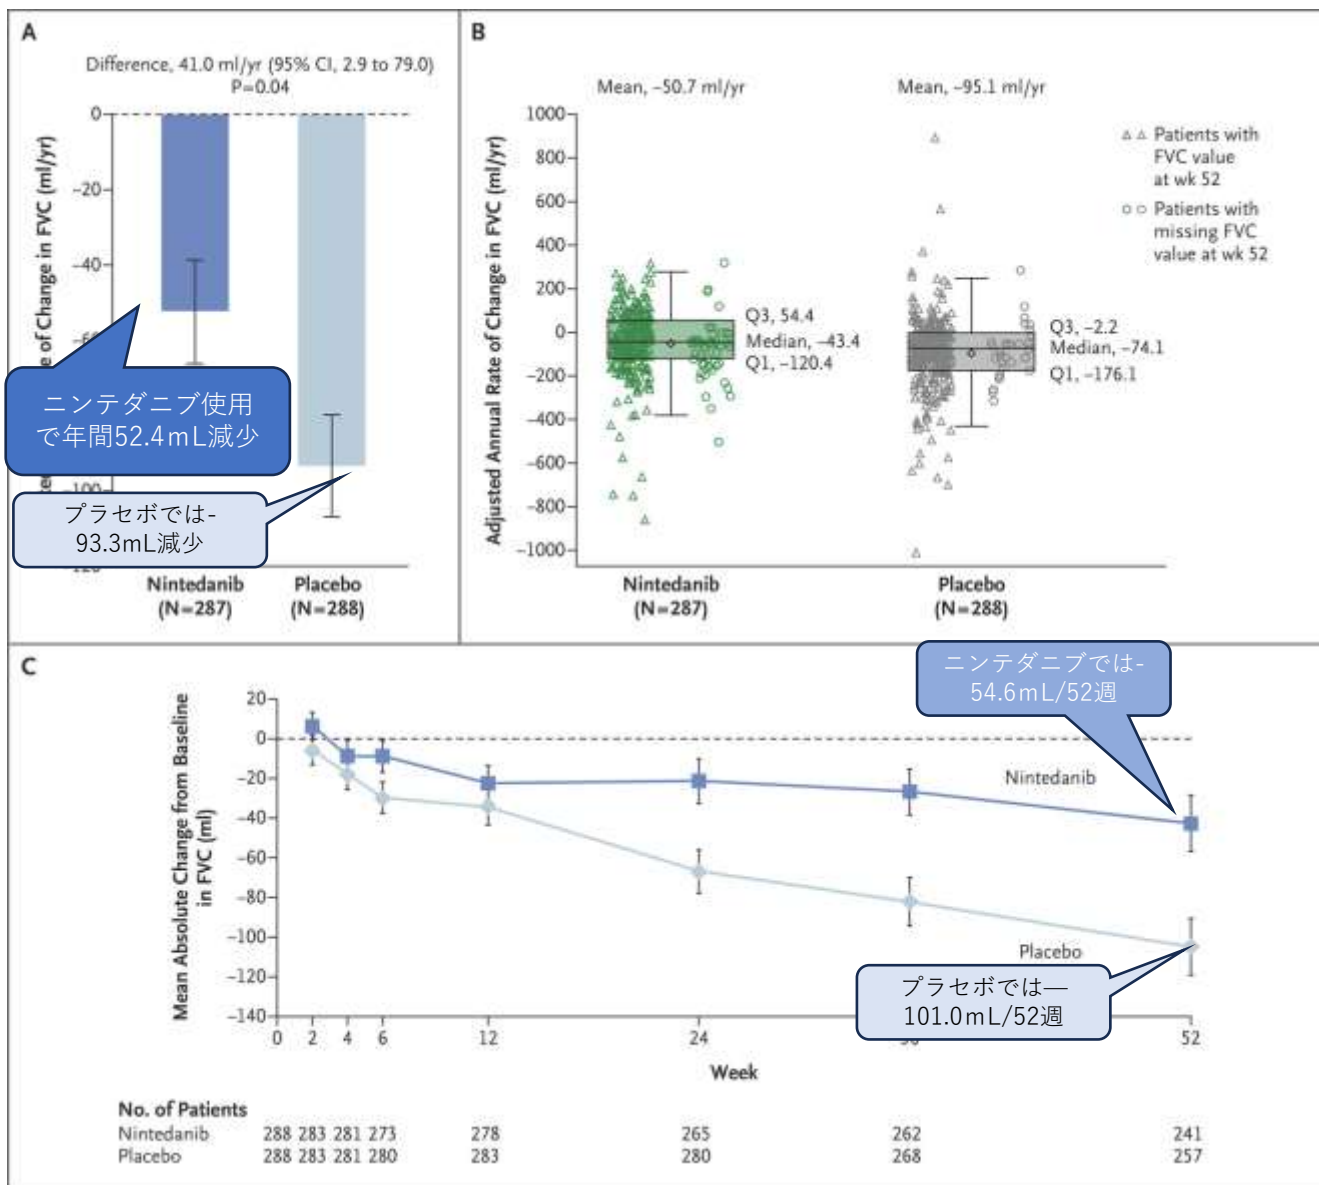 A
Difference, 41.0 ml/yr (95% CI, 2.9 to 79.0)
P=0.04
0
−20
−40
of Change in FVC (ml/yr)
ニンテダニブ使用
で年間52.4mL減少
プラセボでは-
93.3mL減少
Nintedanib
(N=287)
Placebo
(N=288)
B
Mean, −50.7 ml/yr
Mean, −95.1 ml/yr
Adjusted Annual Rate of Change in FVC (ml/yr)
1000
800
600
400
200
0
−200
−400
−600
−800
−1000
Q3, 54.4
Median, −43.4
Q1, −120.4
Q3, −2.2
Median, −74.1
Q1, −176.1
Patients with
FVC value
at wk 52
Patients with
missing FVC
value at wk 52
Nintedanib
(N=287)
Placebo
(N=288)
C
ニンテダニブでは-
54.6mL/52週
Mean Absolute Change from Baseline
in FVC (ml)
20
0
−20
−40
−60
−80
−100
−120
−140
Nintedanib
Placebo
プラセボでは―
101.0mL/52週
0 2 4 6 12 24 52
Week
No. of Patients
Nintedanib 288 283 281 273 278 265 262 241
Placebo 288 283 281 280 283 280 268 257